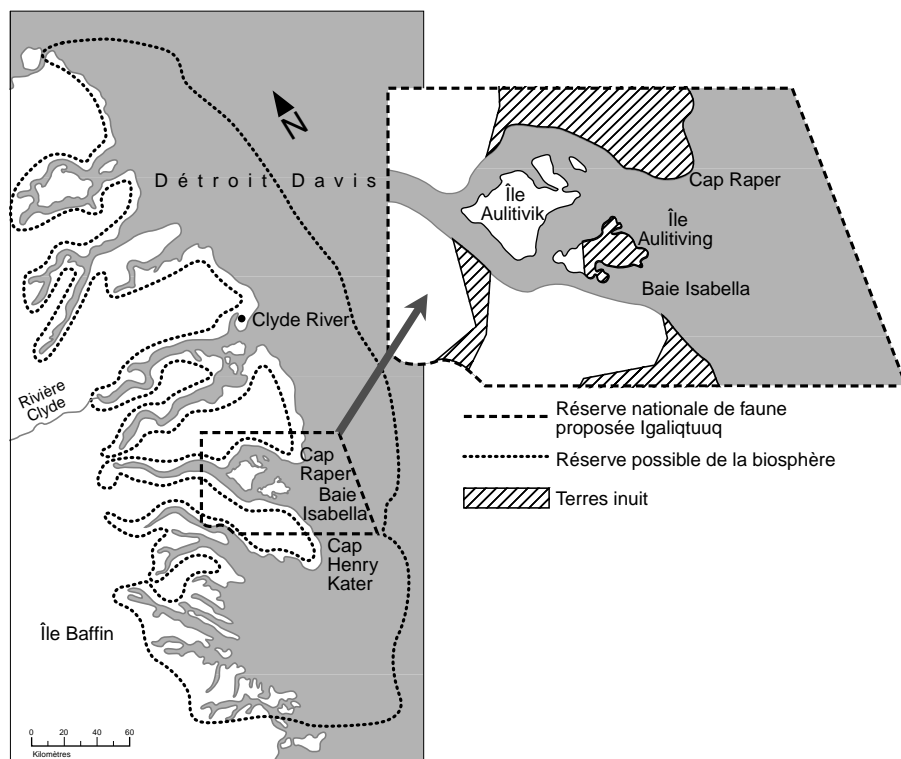 N
Détroit Davis
Clyde River
Rivière
Clyde
Cap
Raper
Baie
Isabella
Cap
Henry
Kater
Île Baffin
0 20 40 60
Kilomètres
Cap Raper
Île
Aulitivik
Île
Aulitiving
Baie Isabella
Réserve nationale de faune
proposée Igaliqtuuq
Réserve possible de la biosphère
Terres inuit